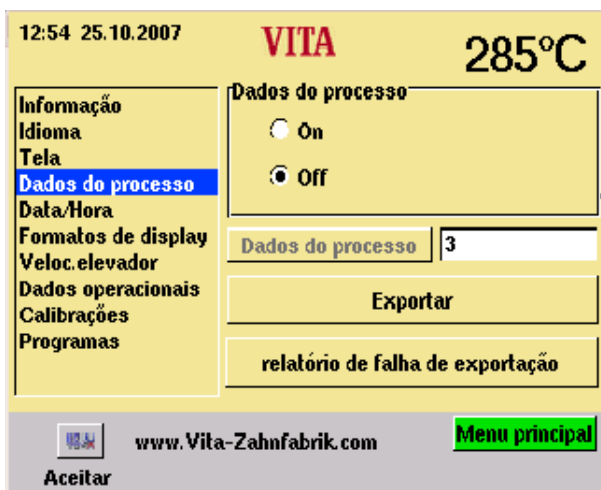 12:54 25.10.2007
VITA
285°C
Informação
Idioma
Tela
Dados do processo
Data/Hora
Formatos de display
Veloc.elevador
Dados operacionais
Calibrações
Programas
Dados do processo
On
Off
Dados do processo 3
Exportar
relatório de falha de exportação
www.Vita-Zahnfabrik.com
Menu principal
Aceitar